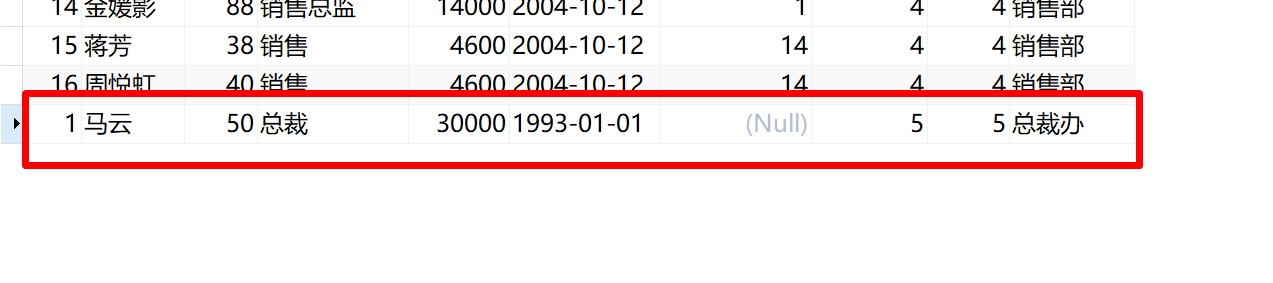 14 金媛影 88 销售总监 14000 2004-10-12 1 4 4 销售部
15 蒋芳 38 销售 4600 2004-10-12 14 4 4 销售部
16 周悦虹 40 销售 4600 2004-10-12 14 4 4 销售部
1 马云 50 总裁 30000 1993-01-01 (Null) 5 5 总裁办